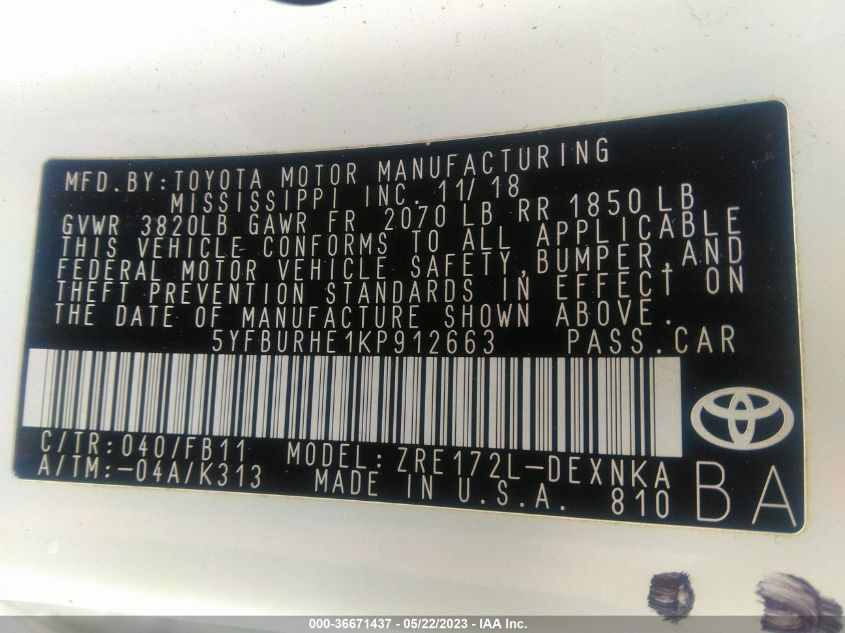 MFD.BY:TOYOTA MOTOR MANUFACTURING
MISSISSIPPI INC. 11/18
GVWR 3820LB GAWR FR 2070 LB RR 1850 LB
THIS VEHICLE CONFORMS TO ALL APPLICABLE
FEDERAL MOTOR VEHICLE SAFETY,BUMPER,AND
THEFT PREVENTION STANDARDS IN EFFECT ON
THE DATE OF MANUFACTURE SHOWN ABOVE.
5YFBURHE1KP912663 PASS.CAR
C/TR:040/FB11 MODEL:ZRE172L-DEXNKA
A/TM:-04A/K313 MADE IN U.S.A. 810
BA
000-36671437 - 05/22/2023 - IAA Inc.